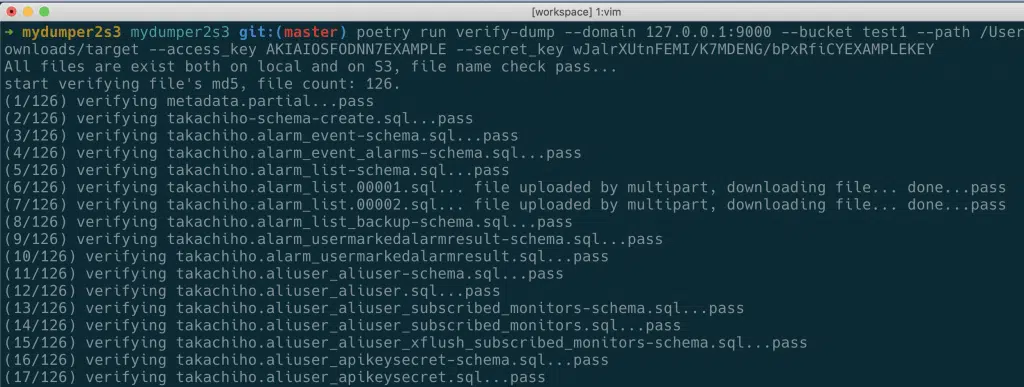 [workspace] 1:vim
➜ mydumper2s3 mydumper2s3 git:(master) poetry run verify-dump --domain 127.0.0.1:9000 --bucket test1 --path /User
ownloads/target --access_key AKIAIOSFODNN7EXAMPLE --secret_key wJalrXUtnFEMI/K7MDENG/bPxRfiCYEXAMPLEKEY
All files are exist both on local and on S3, file name check pass...
start verifying file's md5, file count: 126.
(1/126) verifying metadata.partial...pass
(2/126) verifying takachiho-schema-create.sql...pass
(3/126) verifying takachiho.alarm_event-schema.sql...pass
(4/126) verifying takachiho.alarm_event_alarms-schema.sql...pass
(5/126) verifying takachiho.alarm_list-schema.sql...pass
(6/126) verifying takachiho.alarm_list.00001.sql... file uploaded by multipart, downloading file... done...pass
(7/126) verifying takachiho.alarm_list.00002.sql... file uploaded by multipart, downloading file... done...pass
(8/126) verifying takachiho.alarm_list_backup-schema.sql...pass
(9/126) verifying takachiho.alarm_usermarkedalarmresult-schema.sql...pass
(10/126) verifying takachiho.alarm_usermarkedalarmresult.sql...pass
(11/126) verifying takachiho.aliuser_aliuser-schema.sql...pass
(12/126) verifying takachiho.aliuser_aliuser.sql...pass
(13/126) verifying takachiho.aliuser_aliuser_subscribed_monitors-schema.sql...pass
(14/126) verifying takachiho.aliuser_aliuser_subscribed_monitors.sql...pass
(15/126) verifying takachiho.aliuser_aliuser_xflush_subscribed_monitors-schema.sql...pass
(16/126) verifying takachiho.aliuser_apikeysecret-schema.sql...pass
(17/126) verifying takachiho.aliuser_apikeysecret.sql...pass